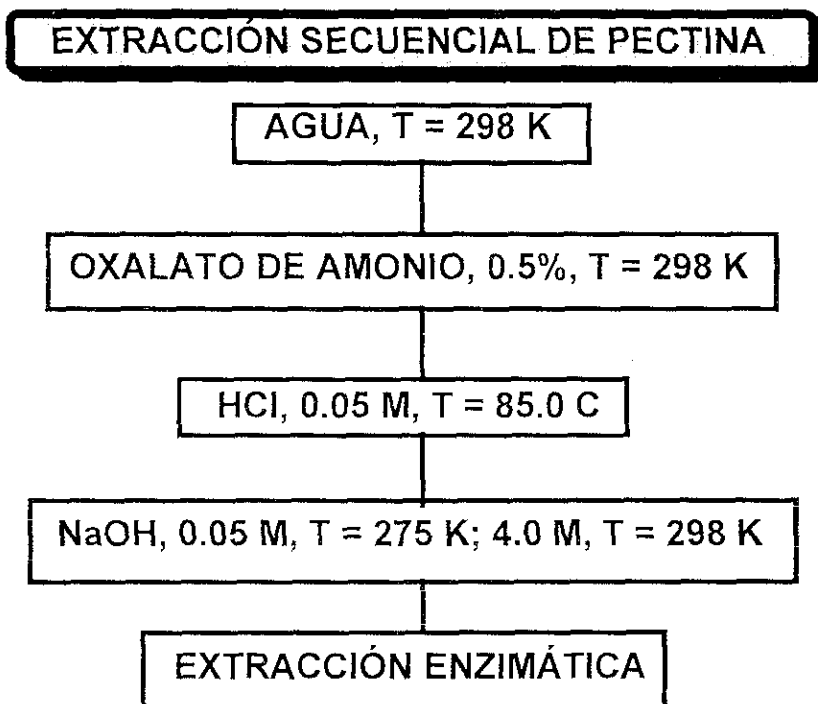 EXTRACCIÓN SECUENCIAL DE PECTINA
AGUA, T = 298 K
OXALATO DE AMONIO, 0.5%, T = 298 K
HCl, 0.05 M, T = 85.0 C
NaOH, 0.05 M, T = 275 K; 4.0 M, T = 298 K
EXTRACCIÓN ENZIMÁTICA